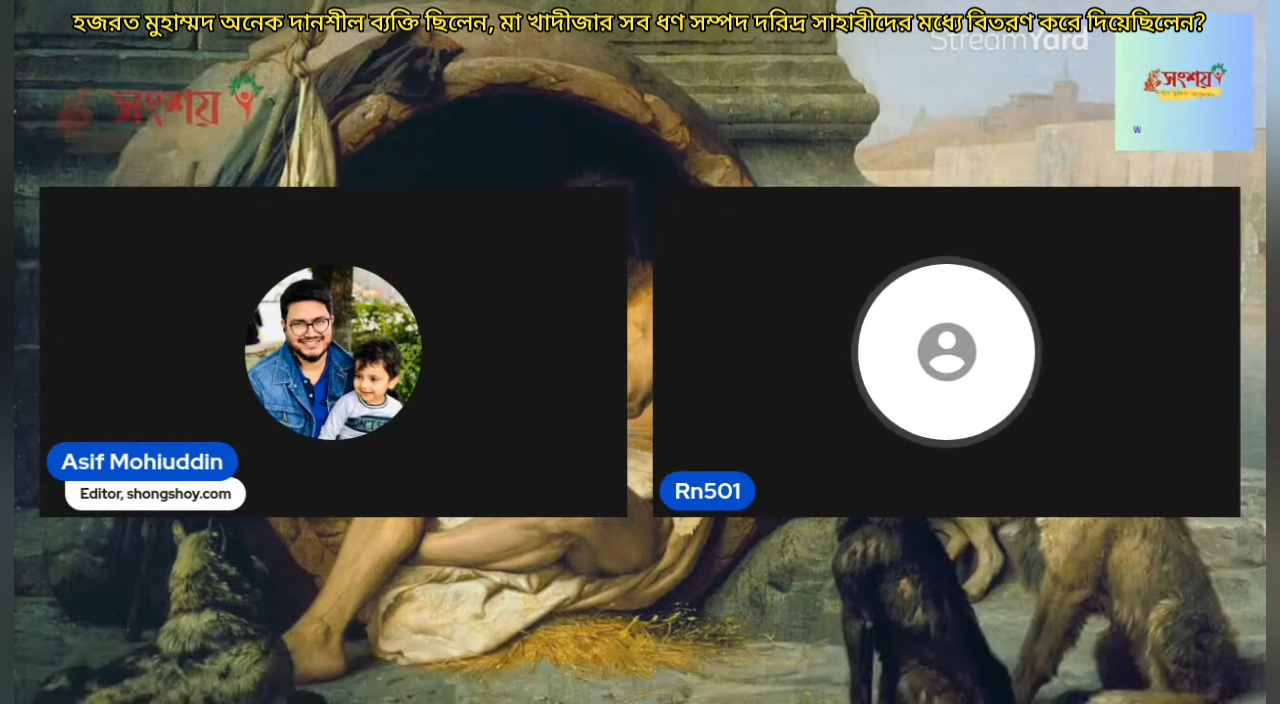 হজরত মুহাম্মদ অনেক দানশীল ব্যক্তি ছিলেন, মা খাদীজার সব ধণ সম্পদ দরিদ্র সাহাবীদের মধ্যে বিতরণ করে দিয়েছিলেন?
StreamYard
সংশয়
সংশয়
W
Asif Mohiuddin
Editor, shongshoy.com
Rn501